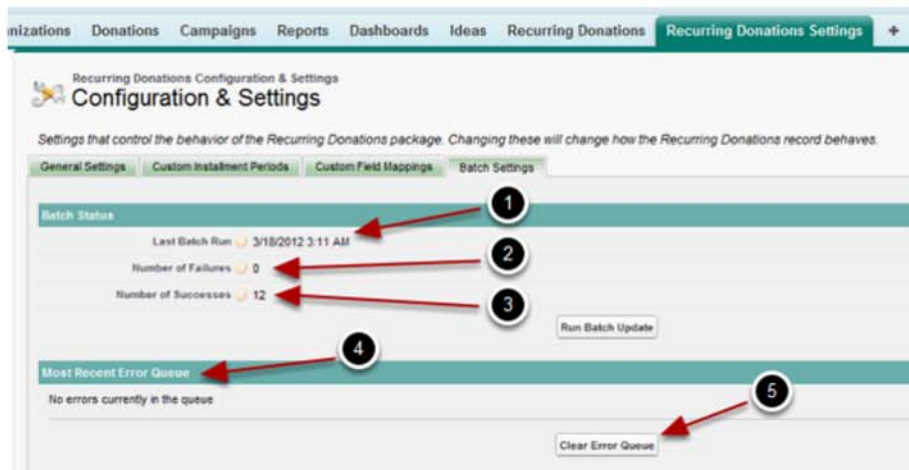 nizations Donations Campaigns Reports Dashboards Ideas Recurring Donations Recurring Donations Settings +
Recurring Donations Configuration & Settings
Configuration & Settings
Settings that control the behavior of the Recurring Donations package. Changing these will change how the Recurring Donations record behaves.
General Settings Custom Installment Periods Custom Field Mappings Batch Settings
1
Batch Status
Last Batch Run 3/18/2012 3:11 AM
2
Number of Failures 0
3
Number of Successes 12
Run Batch Update
4
Most Recent Error Queue
5
No errors currently in the queue
Clear Error Queue